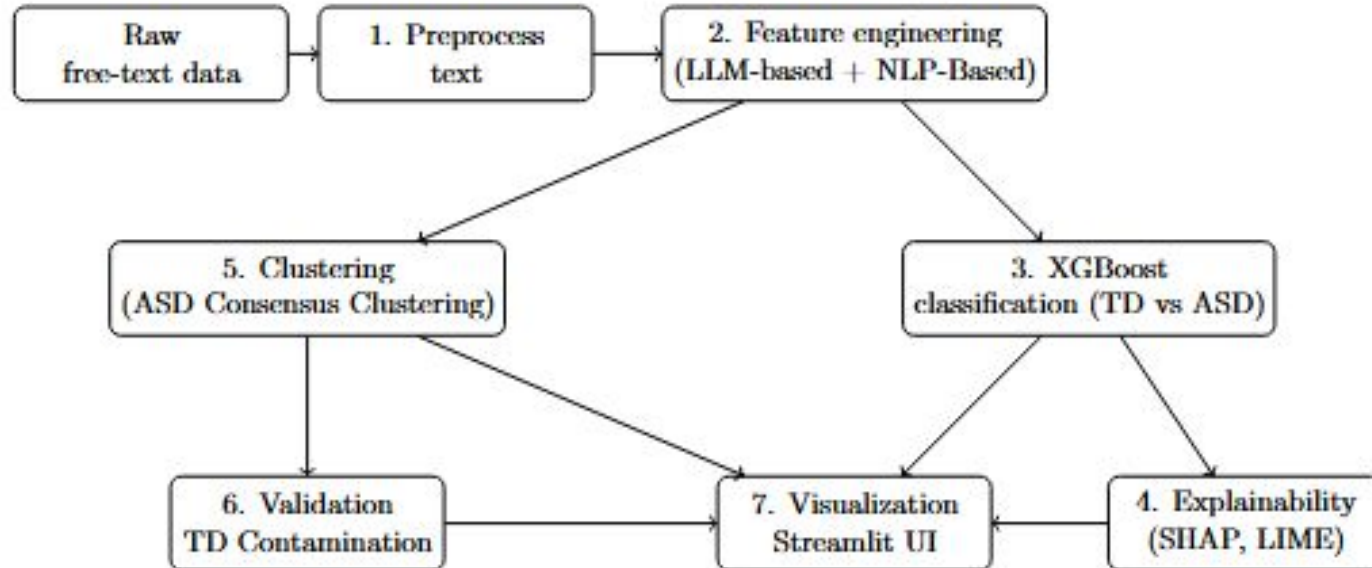 Raw
free-text data
1. Preprocess
text
2. Feature engineering
(LLM-based + NLP-Based)
5. Clustering
(ASD Consensus Clustering)
3. XGBoost
classification (TD vs ASD)
6. Validation
TD Contamination
7. Visualization
Streamlit UI
4. Explainability
(SHAP, LIME)